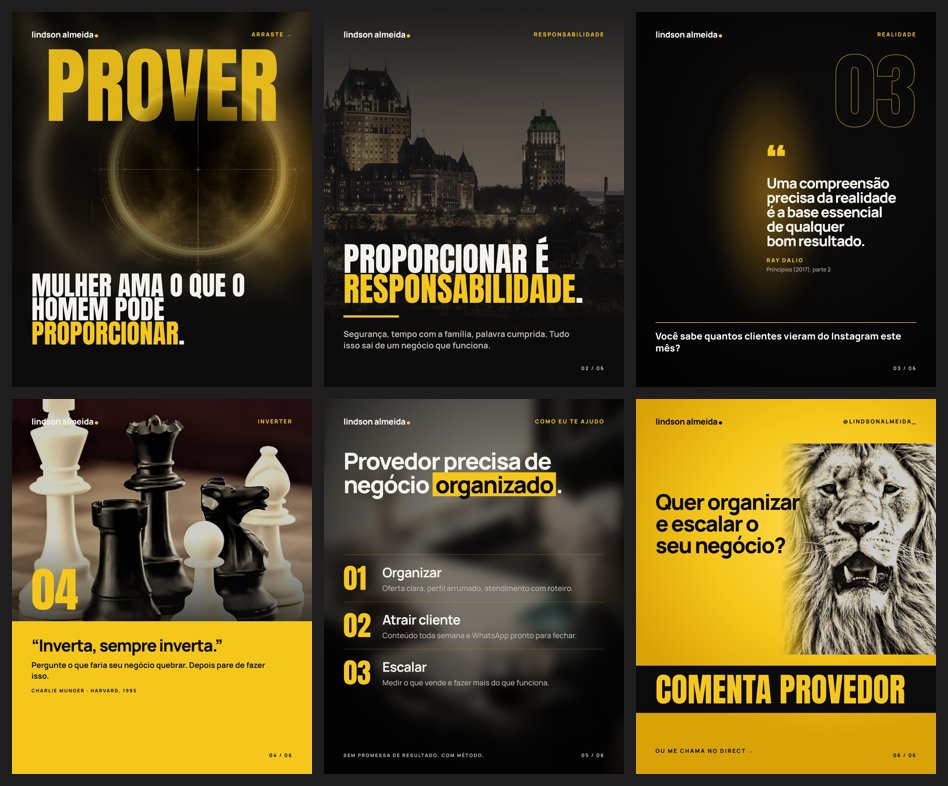 lindson almeida.
ARRASTE →
PROVER
MULHER AMA O QUE O
HOMEM PODE
PROPORCIONAR.
lindson almeida.
RESPONSABILIDADE
PROPORCIONAR É
RESPONSABILIDADE.
Segurança, tempo com a família, palavra cumprida. Tudo
isso sai de um negócio que funciona.
02 / 06
lindson almeida.
REALIDADE
03
“
Uma compreensão
precisa da realidade
é a base essencial
de qualquer
bom resultado.
RAY DALIO
Princípios (2017), parte 2
Você sabe quantos clientes vieram do Instagram este
mês?
03 / 06
lindson almeida.
INVERTER
04
“Inverta, sempre inverta.”
Pergunte o que faria seu negócio quebrar. Depois pare de fazer
isso.
CHARLIE MUNGER · HARVARD, 1995
04 / 06
lindson almeida.
COMO EU TE AJUDO
Provedor precisa de
negócio organizado.
01 Organizar
Oferta clara, perfil arrumado, atendimento com roteiro.
02 Atrair cliente
Conteúdo toda semana e WhatsApp pronto para fechar.
03 Escalar
Medir o que vende e fazer mais do que funciona.
SEM PROMESSA DE RESULTADO. COM MÉTODO.
05 / 06
lindson almeida.
@LINDSONALMEIDA_
Quer organizar
e escalar o
seu negócio?
COMENTA PROVEDOR
OU ME CHAMA NO DIRECT →
06 / 06